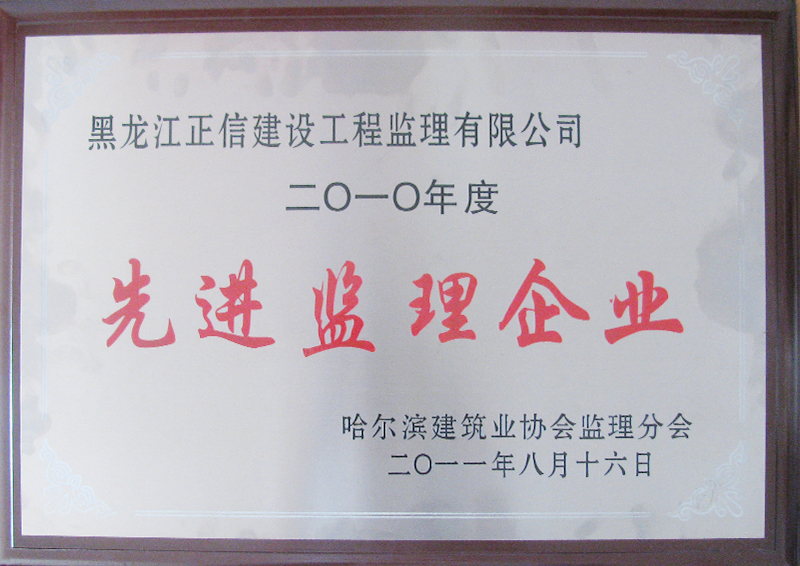 黑龙江正信建设工程监理有限公司
二〇一〇年度
先进监理企业
哈尔滨建筑业协会监理分会
二〇一一年八月十六日